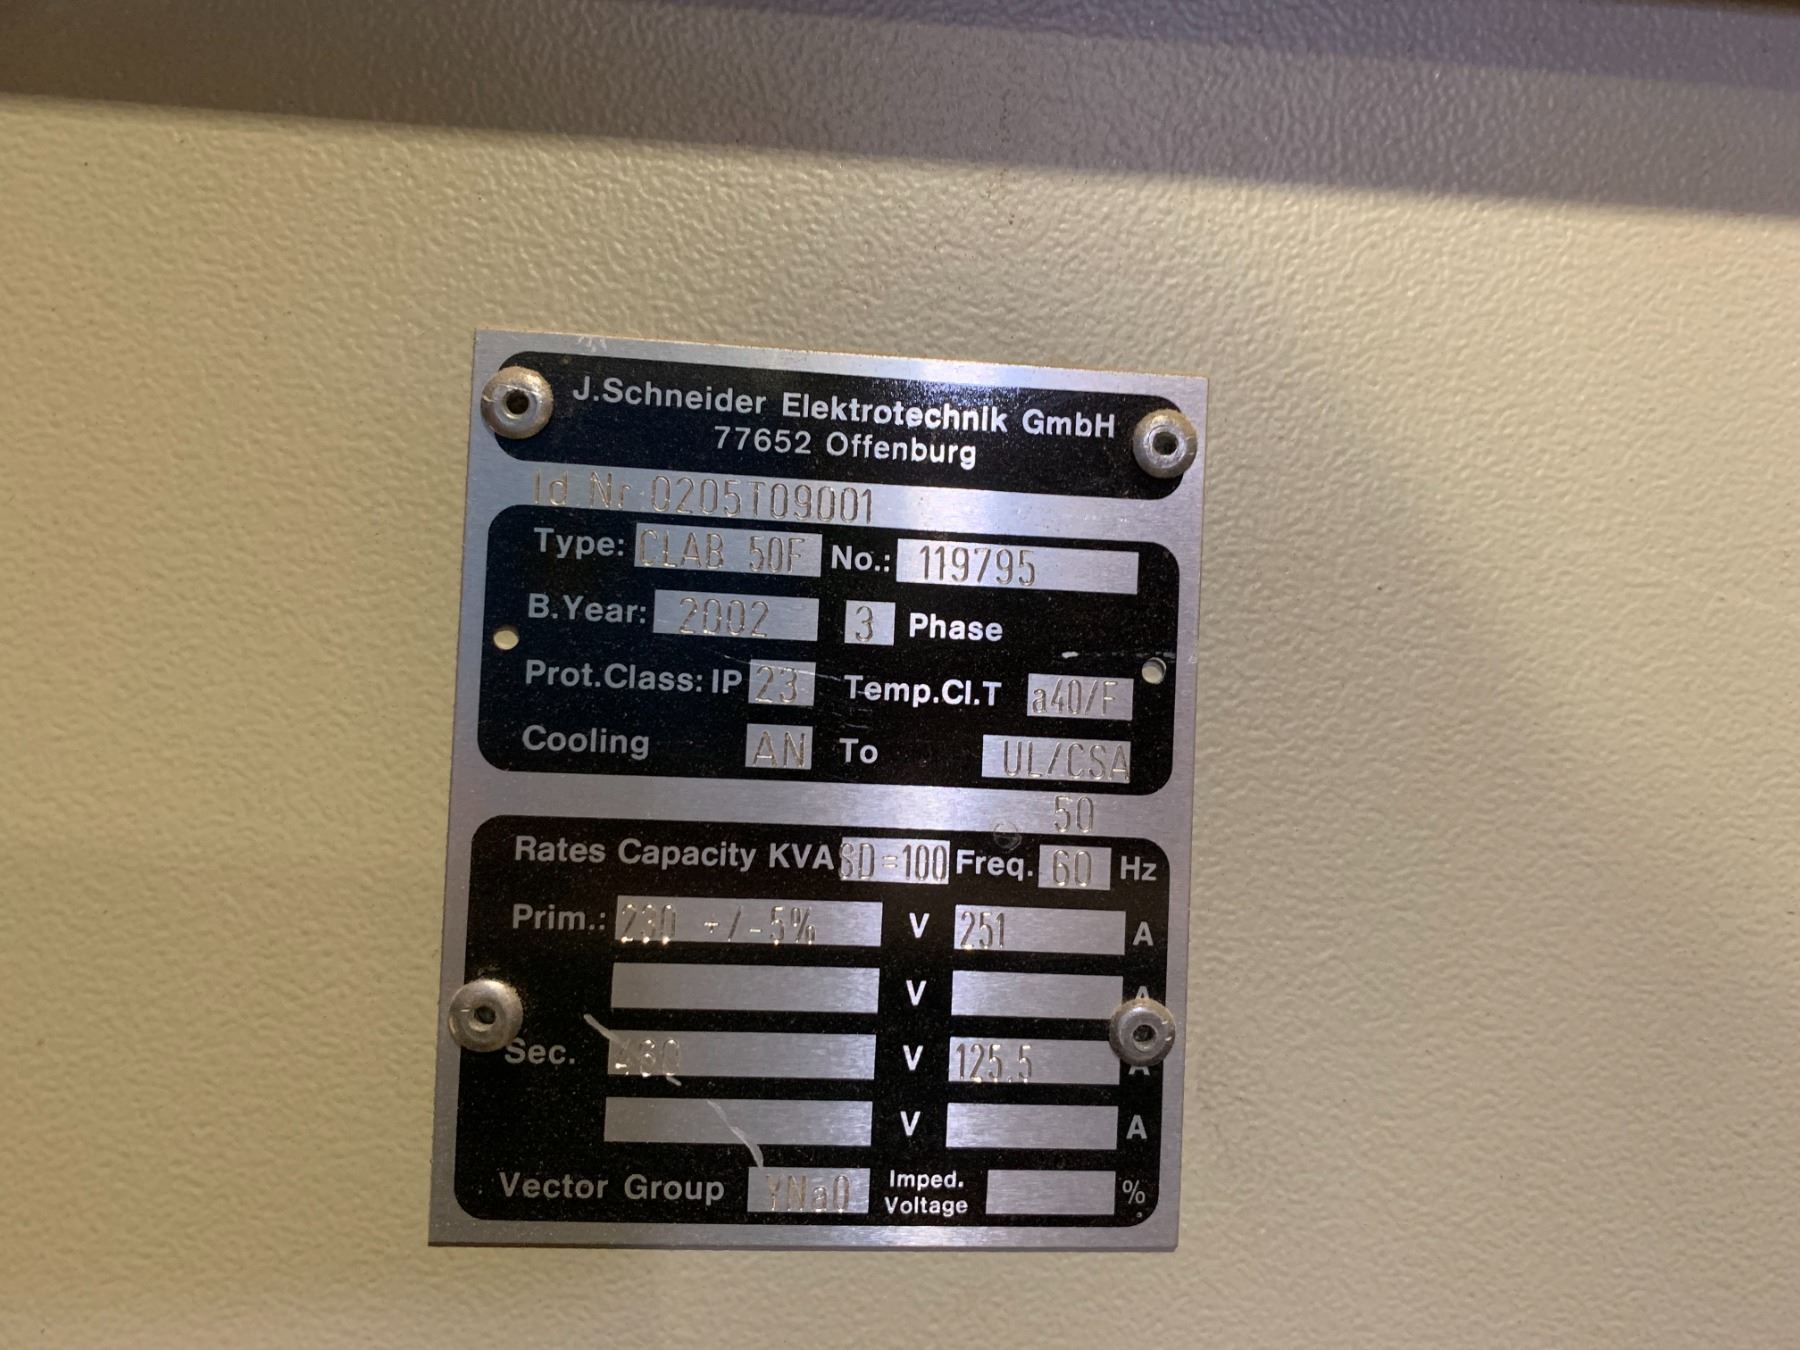 J.Schneider Elektrotechnik GmbH
77652 Offenburg
Id Nr 0205T09001
Type: CLAB 50F No.: 119795
B.Year: 2002 3 Phase
Prot.Class: IP 23 Temp.Cl.T a40/F
Cooling AN To UL/CSA
50
Rates Capacity KVA SD=100 Freq. 60 Hz
Prim.: 230 +/-5% V 251 A
V A
Sec. 460 V 125.5 A
V A
Vector Group YNa0 Imped. Voltage %